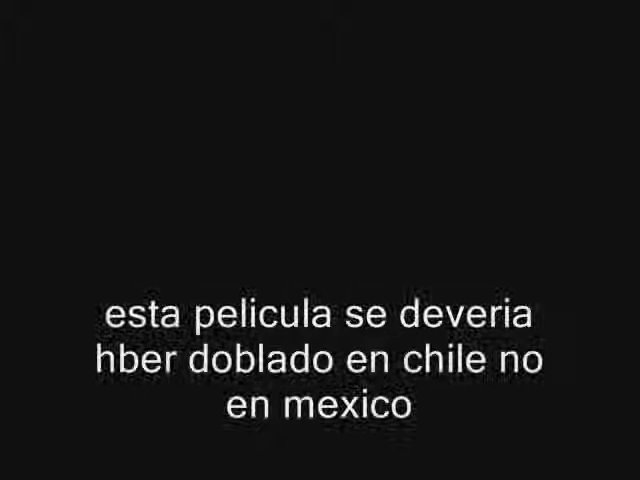 esta pelicula se deveria
hber doblado en chile no
en mexico